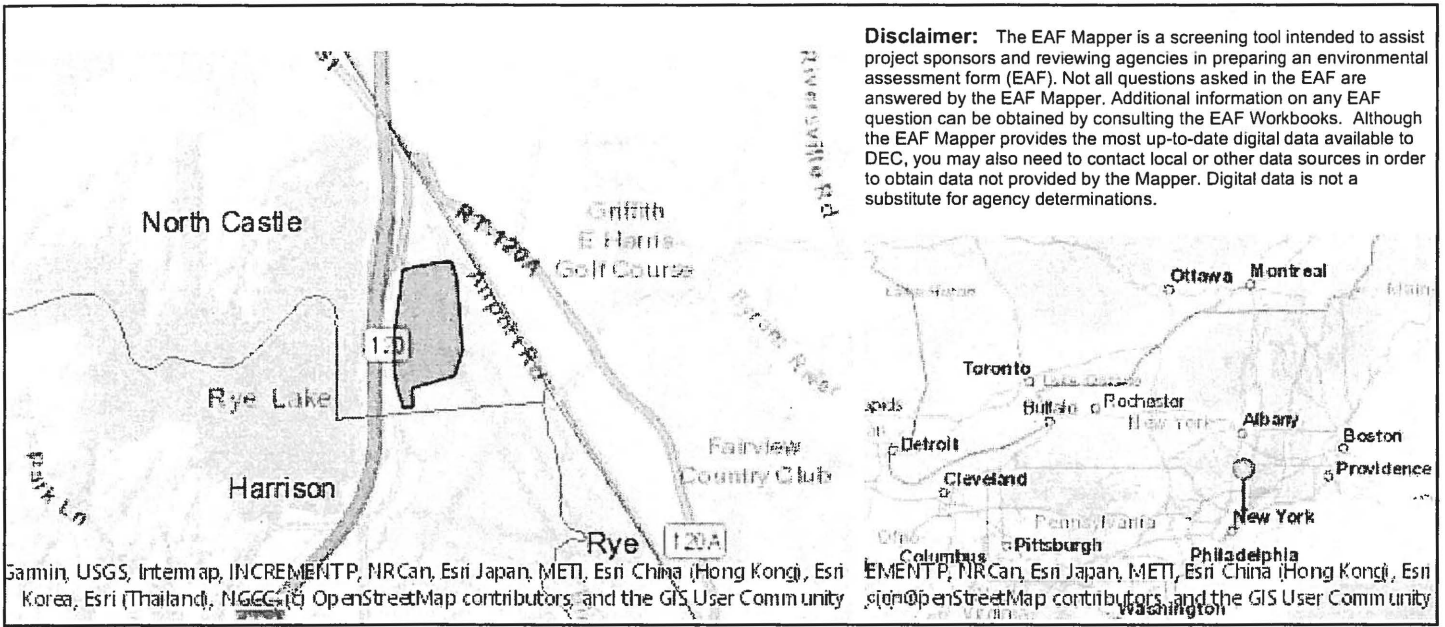 Disclaimer: The EAF Mapper is a screening tool intended to assist
project sponsors and reviewing agencies in preparing an environmental
assessment form (EAF). Not all questions asked in the EAF are
answered by the EAF Mapper. Additional information on any EAF
question can be obtained by consulting the EAF Workbooks. Although
the EAF Mapper provides the most up-to-date digital data available to
DEC, you may also need to contact local or other data sources in order
to obtain data not provided by the Mapper. Digital data is not a
substitute for agency determinations.
Riversville Rd
North Castle
RT-120A
Griffith
E Harris
Golf Course
Airport Rd
Byram River
120
Rye Lake
Fairview
Country Club
Harrison
Park Ln
Rye
120A
Garmin, USGS, Intermap, INCREMENT P, NRCan, Esri Japan, METI, Esri China (Hong Kong), Esri
Korea, Esri (Thailand), NGCC, (c) OpenStreetMap contributors, and the GIS User Community
Ottawa
Montreal
Toronto
Lake Ontario
Buffalo
Rochester
New York
Albany
Detroit
Boston
Providence
Cleveland
Pennsylvania
New York
Columbus
Pittsburgh
Philadelphia
EMENT P, NRCan, Esri Japan, METI, Esri China (Hong Kong), Esri
OpenStreetMap contributors, and the GIS User Community
Washington